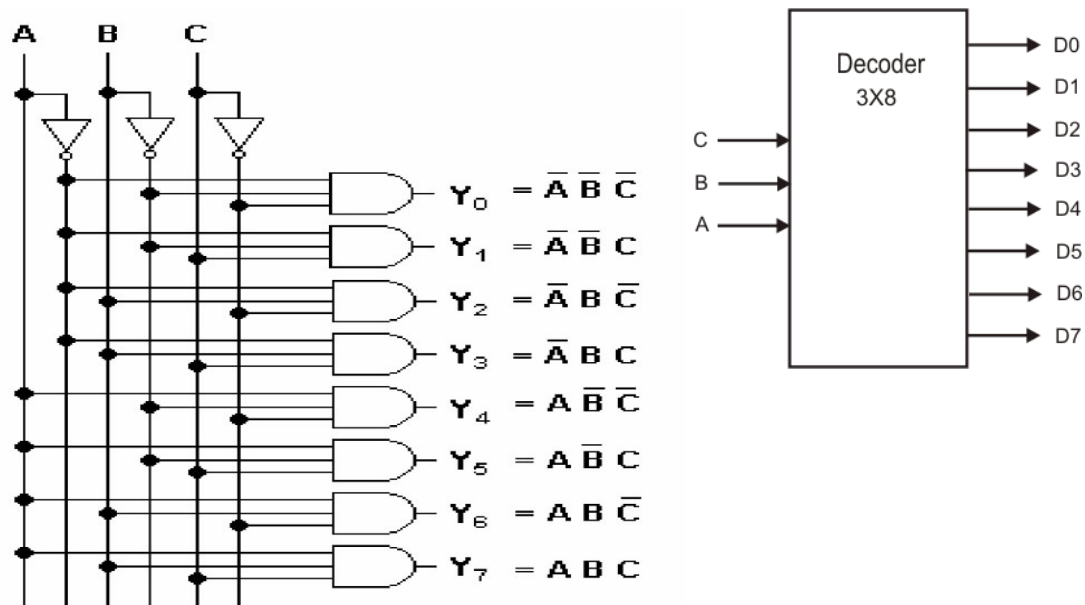 A B C
Y₀ = A̅ B̅ C̅
Y₁ = A̅ B̅ C
Y₂ = A̅ B C̅
Y₃ = A̅ B C
Y₄ = A B̅ C̅
Y₅ = A B̅ C
Y₆ = A B C̅
Y₇ = A B C
Decoder
3X8
C
B
A
D0
D1
D2
D3
D4
D5
D6
D7